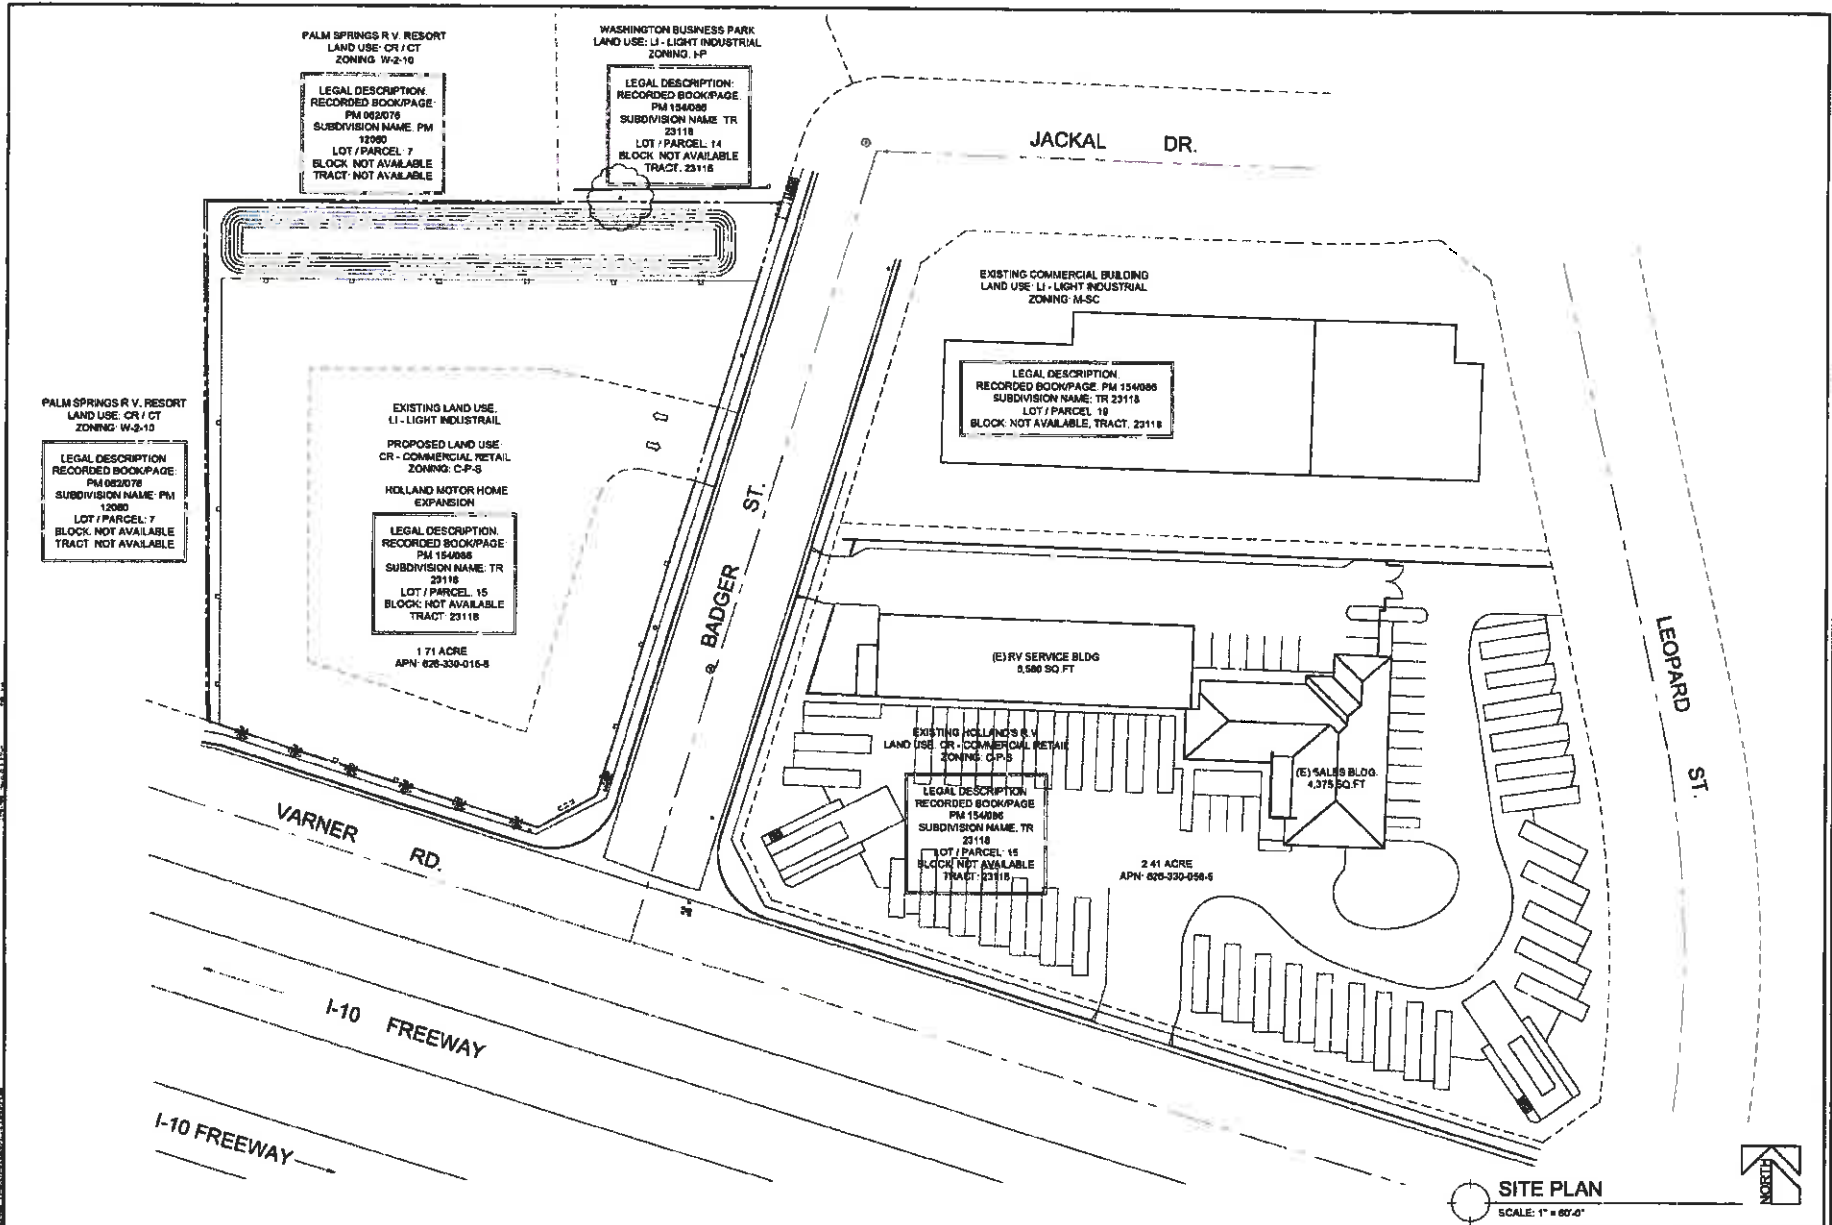 PALM SPRINGS R.V. RESORT
LAND USE: CR / CT
ZONING W-2-10
LEGAL DESCRIPTION.
RECORDED BOOK/PAGE:
PM 062/076
SUBDIVISION NAME: PM
12080
LOT / PARCEL: 7
BLOCK: NOT AVAILABLE
TRACT: NOT AVAILABLE
WASHINGTON BUSINESS PARK
LAND USE: LI - LIGHT INDUSTRIAL
ZONING: I-P
LEGAL DESCRIPTION:
RECORDED BOOK/PAGE:
PM 154/086
SUBDIVISION NAME: TR
23118
LOT / PARCEL: 14
BLOCK: NOT AVAILABLE
TRACT: 23118
JACKAL DR.
EXISTING COMMERCIAL BUILDING
LAND USE: LI - LIGHT INDUSTRIAL
ZONING: M-SC
LEGAL DESCRIPTION.
RECORDED BOOK/PAGE: PM 154/086
SUBDIVISION NAME: TR 23118
LOT / PARCEL: 19
BLOCK: NOT AVAILABLE, TRACT: 23118
PALM SPRINGS R.V. RESORT
LAND USE: CR / CT
ZONING: W-2-10
LEGAL DESCRIPTION
RECORDED BOOK/PAGE:
PM 062/076
SUBDIVISION NAME: PM
12080
LOT / PARCEL: 7
BLOCK: NOT AVAILABLE
TRACT: NOT AVAILABLE
EXISTING LAND USE.
LI - LIGHT INDUSTRAIL
PROPOSED LAND USE
CR - COMMERCIAL RETAIL
ZONING: C-P-S
HOLLAND MOTOR HOME
EXPANSION
LEGAL DESCRIPTION.
RECORDED BOOK/PAGE
PM 154/086
SUBDIVISION NAME: TR
23118
LOT / PARCEL: 15
BLOCK: NOT AVAILABLE
TRACT: 23118
1.71 ACRE
APN: 626-330-016-8
BADGER ST.
LEOPARD ST.
(E) RV SERVICE BLDG
SQ.FT
EXISTING HOLLAND'S R.V.
LAND USE: CR - COMMERCIAL RETAIL
ZONING: C-P-S
LEGAL DESCRIPTION
RECORDED BOOK/PAGE
PM 154/086
SUBDIVISION NAME: TR
23118
LOT / PARCEL:
BLOCK: NOT AVAILABLE
TRACT: 23118
(E) SALES BLDG.
4,375 SQ.FT
2.41 ACRE
APN:
VARNER RD.
I-10 FREEWAY
I-10 FREEWAY
SITE PLAN
SCALE: 1" = 60'-0"
NORTH